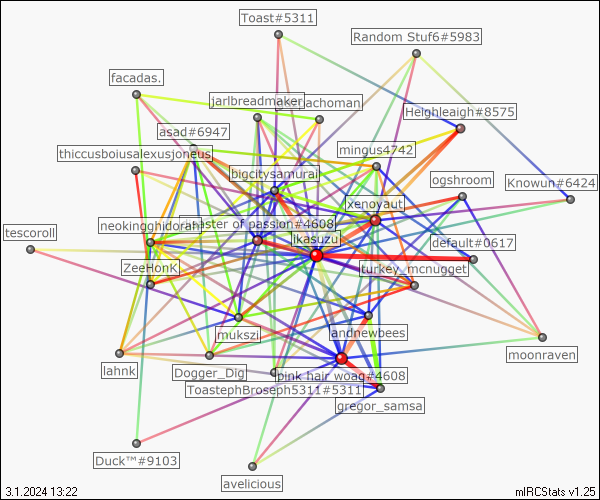 Toast#5311
Random Stuf6#5983
facadas.
jarlbreadmaker
achoman
Heighleigh#8575
asad#6947
mingus4742
thiccusboiusalexusjoneus
bigcitysamurai
ogshroom
Knowun#6424
xenoyaut
neokingghidorah
master of passion#4608
tescoroll
Ikasuzu
default#0617
ZeeHonK
turkey_mcnugget
mukszi
andnewbees
moonraven
lahnk
Dogger_Dig
pink hair woag#4608
ToastephBroseph5311#5311
gregor_samsa
Duck™#9103
avelicious
3.1.2024 13:22
mIRCStats v1.25